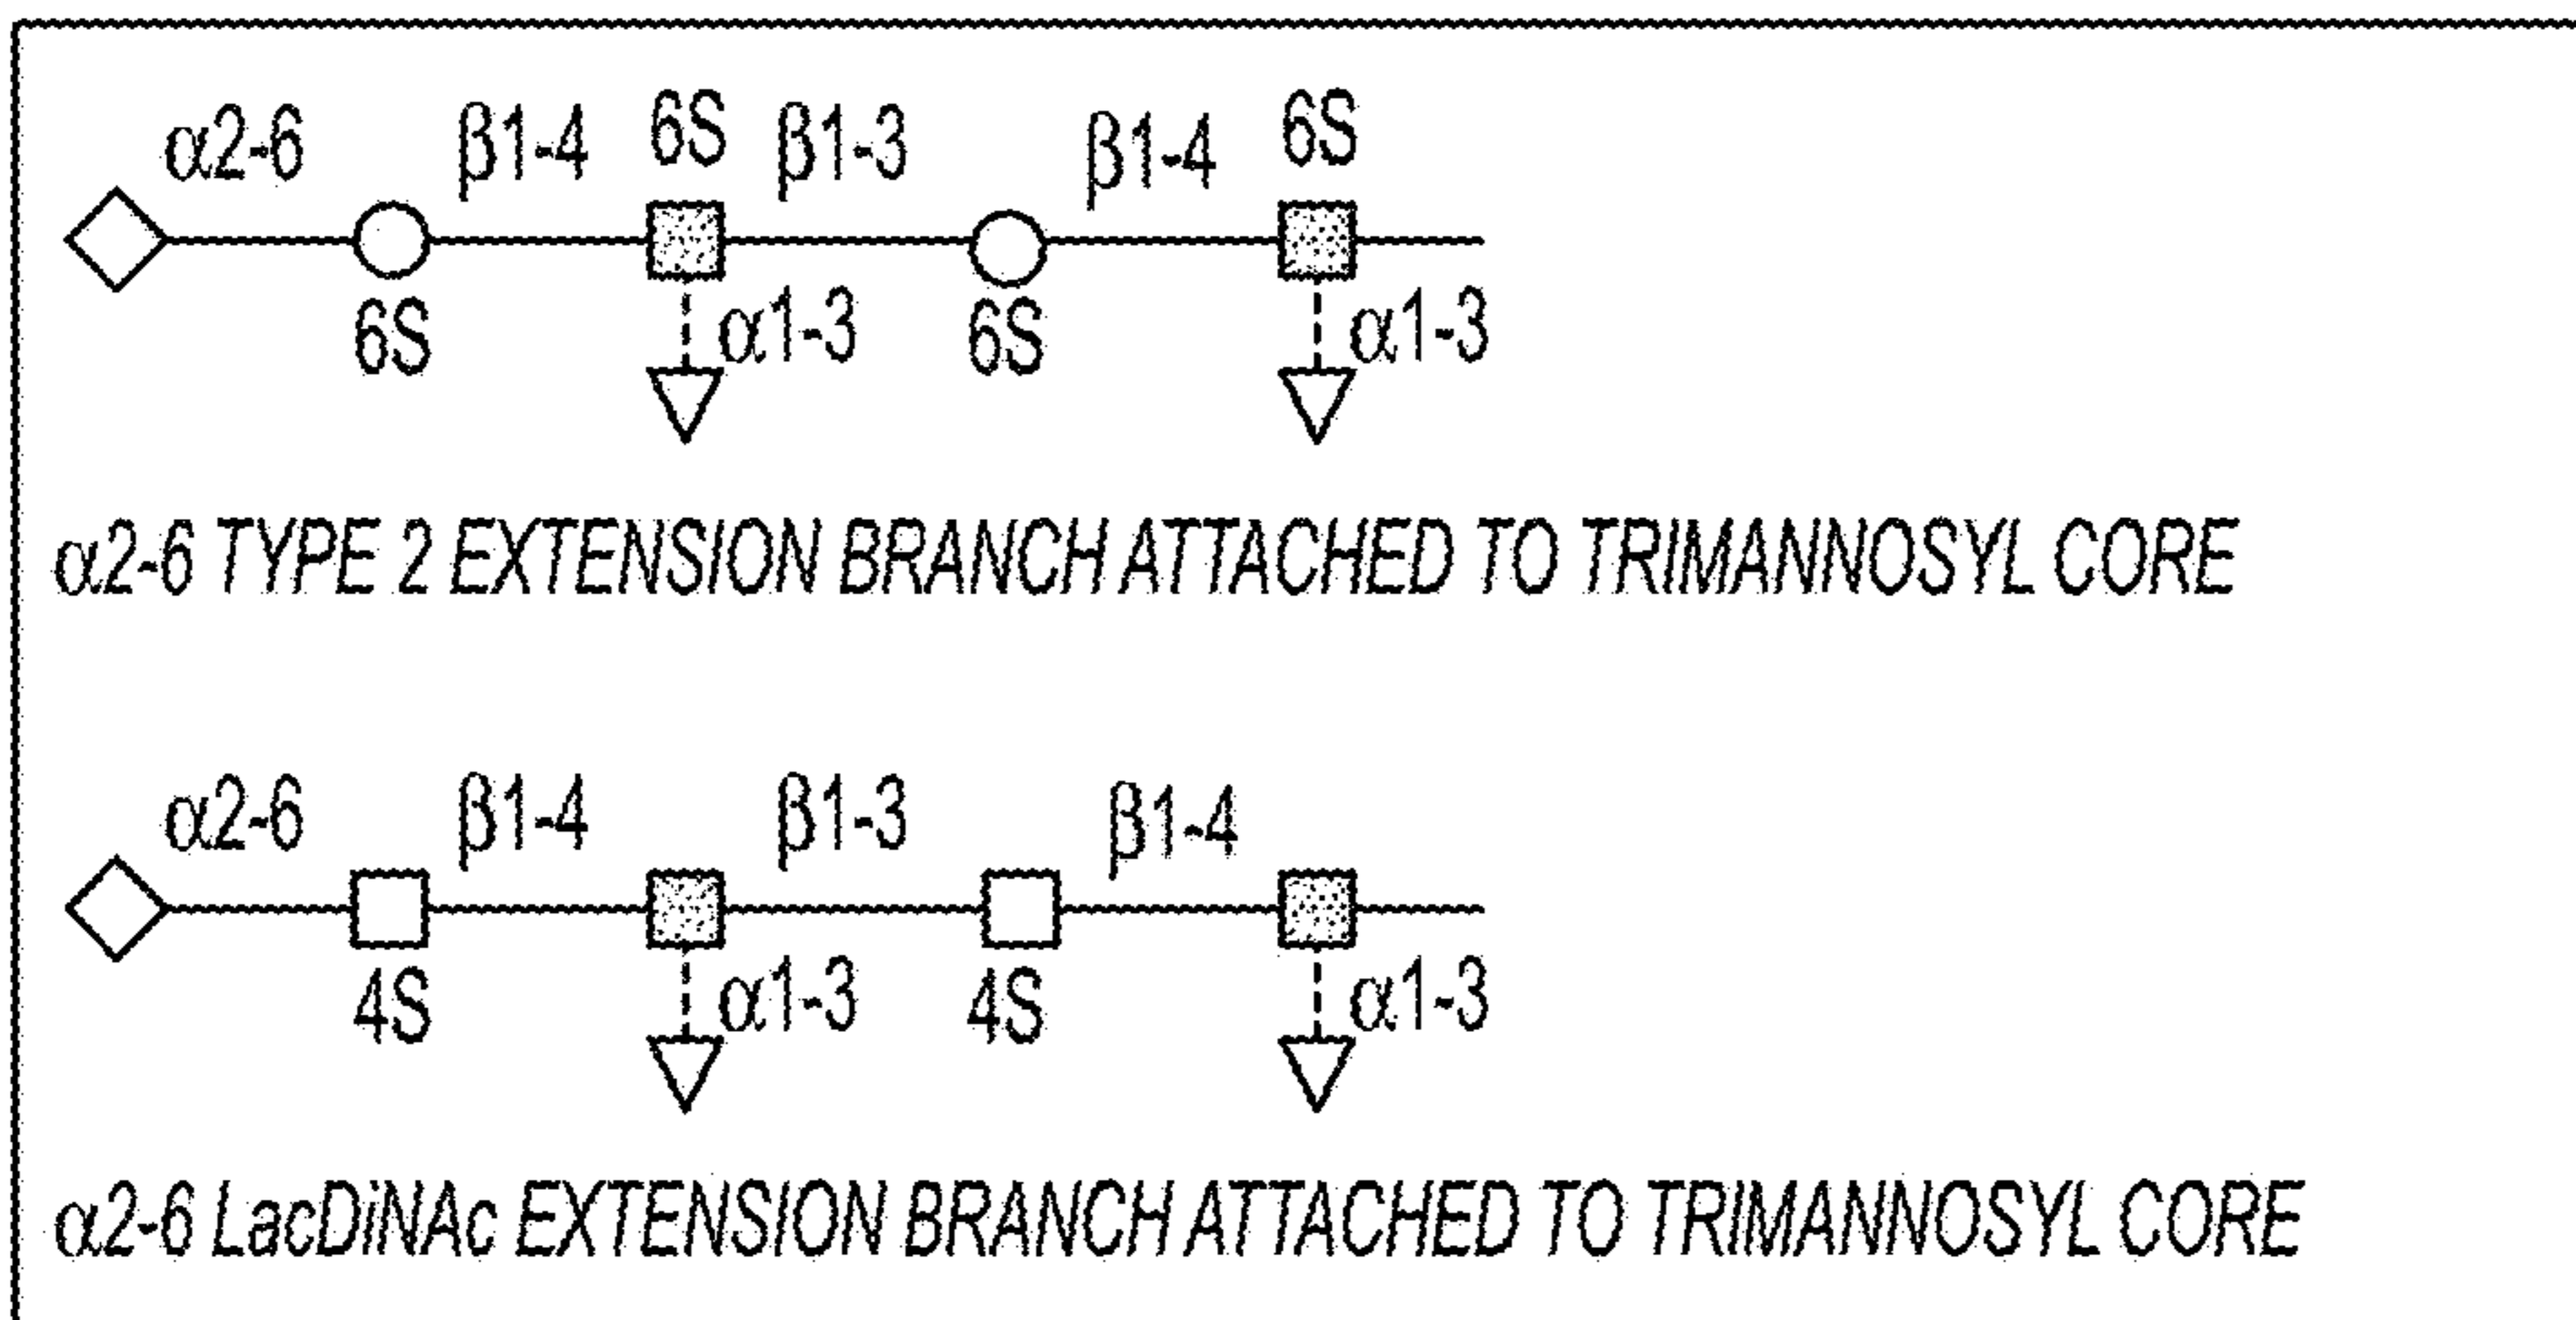 α2-6 β1-4 6S β1-3 β1-4 6S
6S α1-3 6S α1-3
α2-6 TYPE 2 EXTENSION BRANCH ATTACHED TO TRIMANNOSYL CORE
α2-6 β1-4 β1-3 β1-4
4S α1-3 4S α1-3
α2-6 LacDiNAc EXTENSION BRANCH ATTACHED TO TRIMANNOSYL CORE